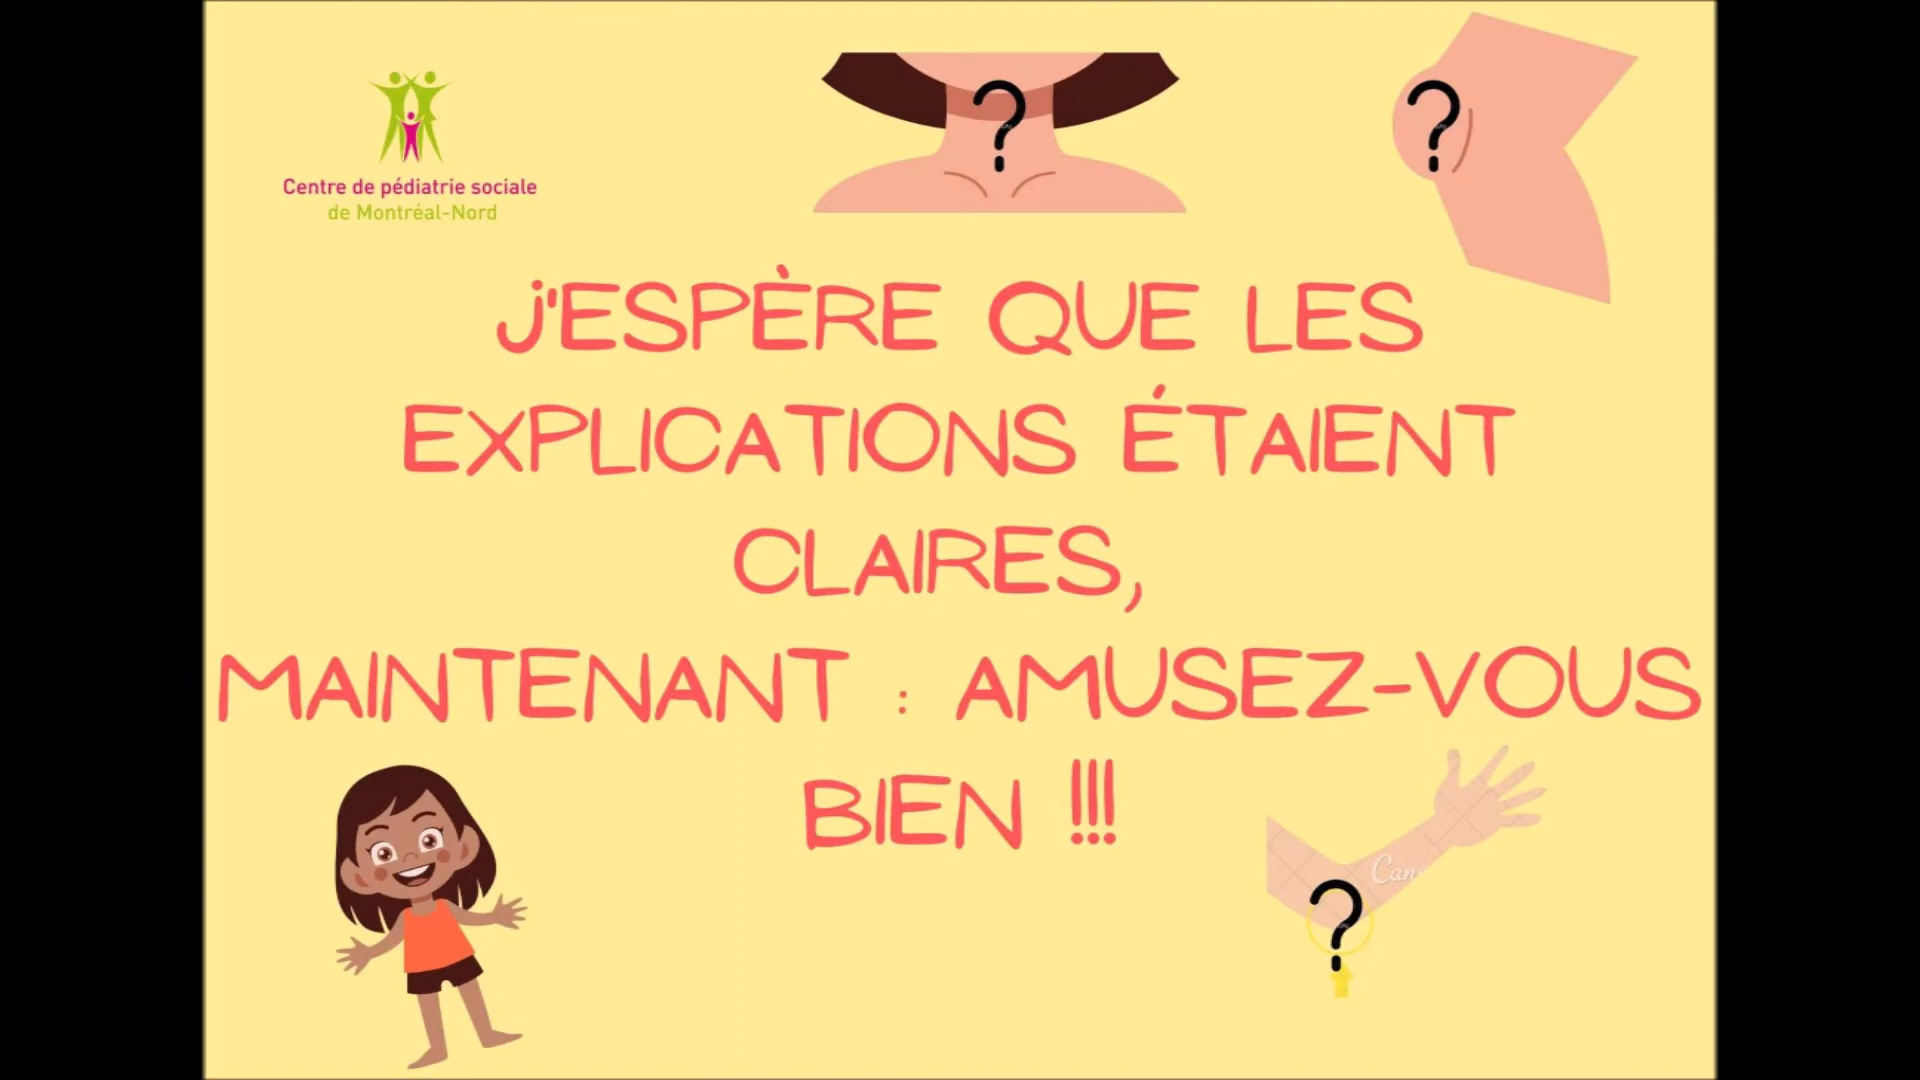 Centre de pédiatrie sociale
de Montréal-Nord
?
?
j'ESPÈRE QUE LES
EXPLICATIONS ÉTAIENT
CLAIRES,
MAINTENANT : AMUSEZ-VOUS
BIEN !!!
?